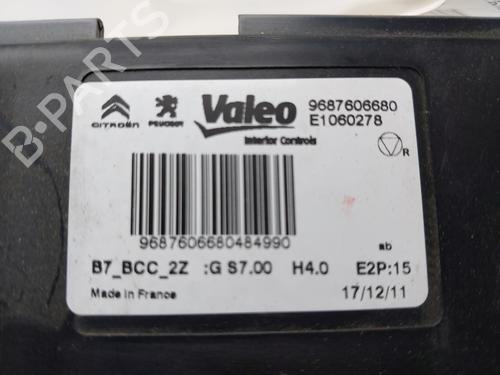 CITROËN PEUGEOT Valeo 9687606680
E1060278
Interior Controls
R
9687606680484990
ab
B7_BCC_2Z :G S7.00 H4.0 E2P:15
Made in France 17/12/11
B-PARTS